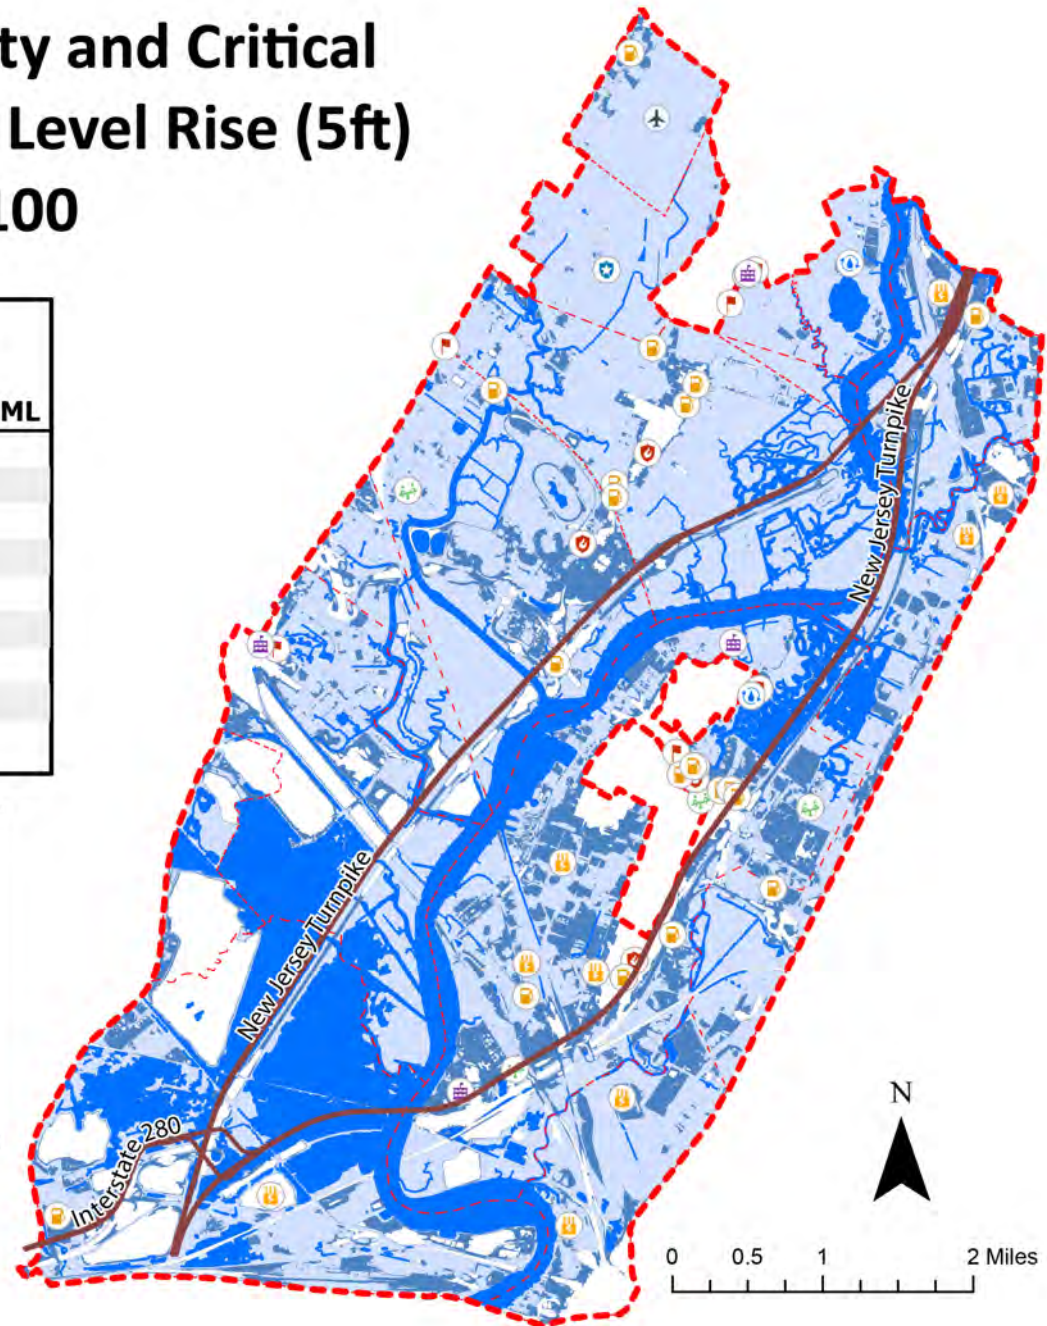 ty and Critical
Level Rise (5ft)
100
ML
New Jersey Turnpike
New Jersey Turnpike
Interstate 280
N
0 0.5 1 2 Miles